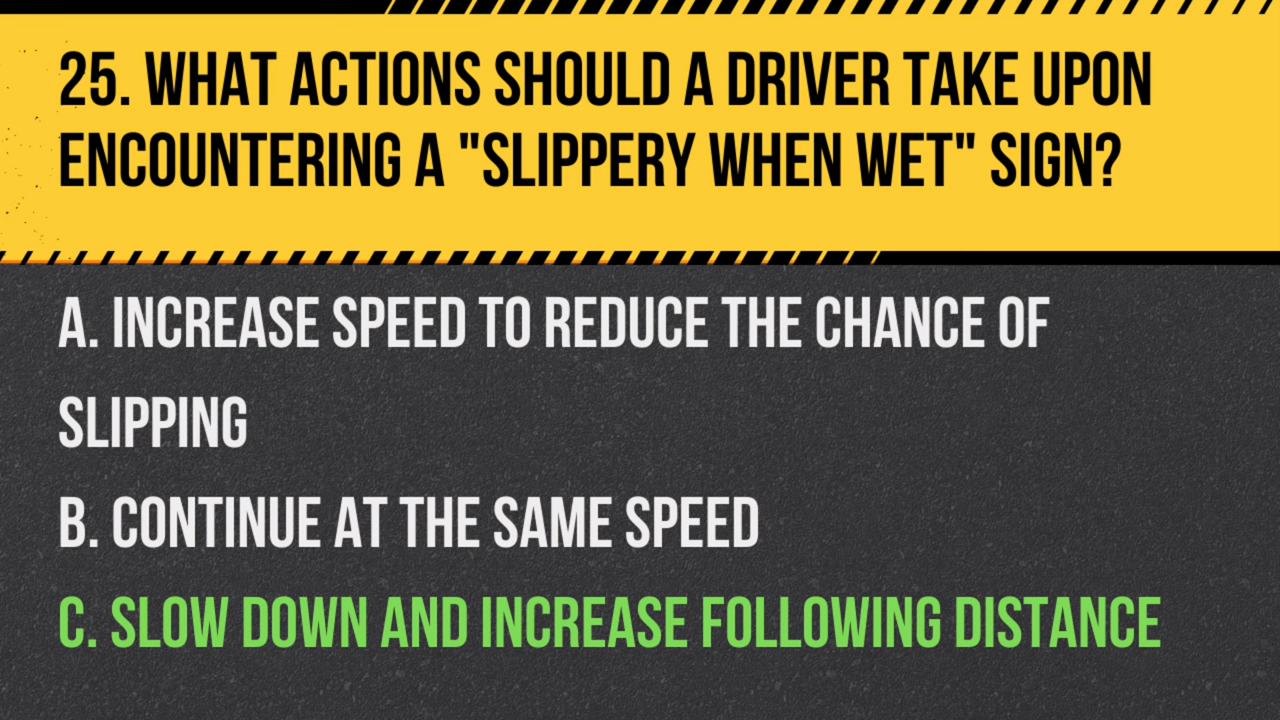 25. WHAT ACTIONS SHOULD A DRIVER TAKE UPON
ENCOUNTERING A "SLIPPERY WHEN WET" SIGN?
A. INCREASE SPEED TO REDUCE THE CHANCE OF
SLIPPING
B. CONTINUE AT THE SAME SPEED
C. SLOW DOWN AND INCREASE FOLLOWING DISTANCE